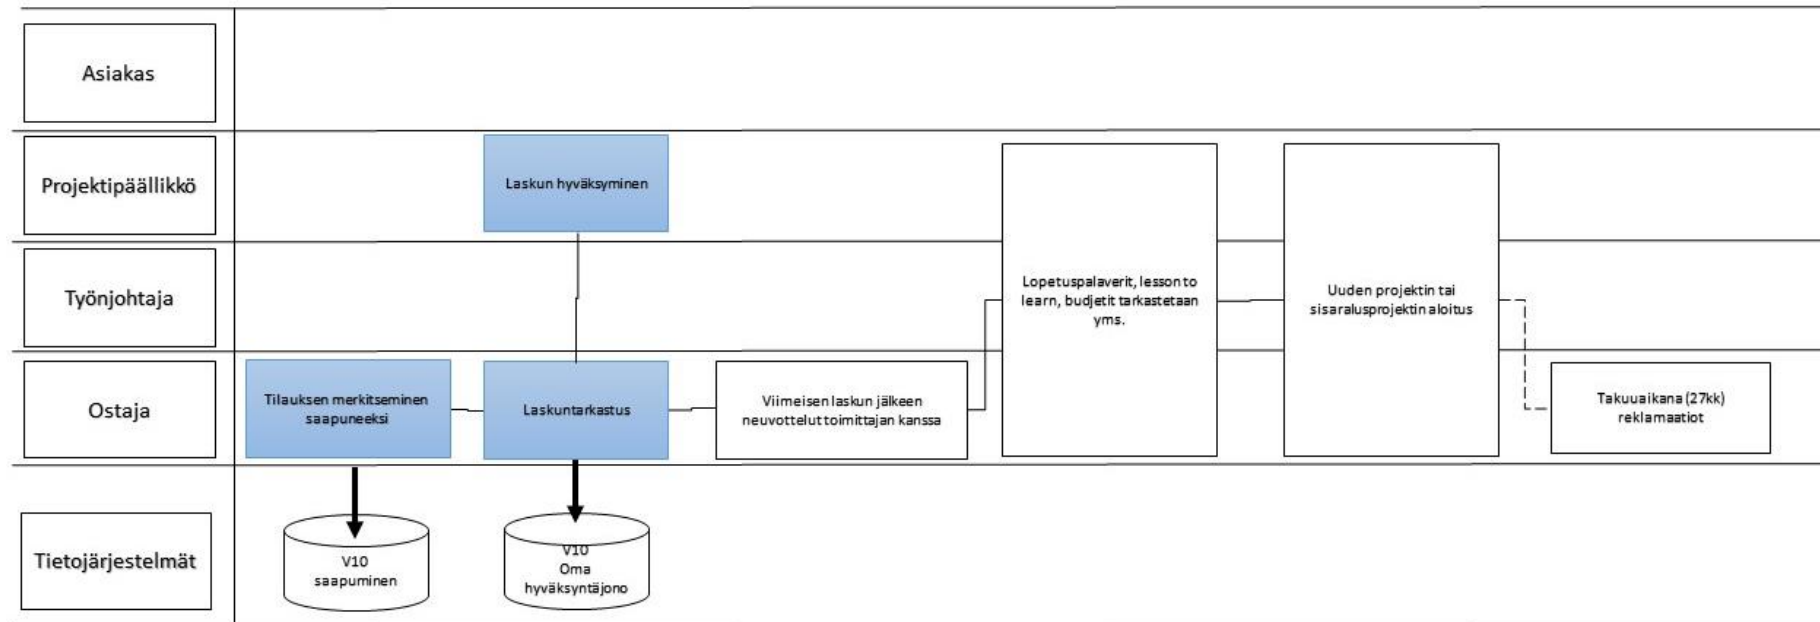 Asiakas
Projektipäällikkö
Laskun hyväksyminen
Työnjohtaja
Lopetuspalaverit, lesson to
learn, budjetit tarkastetaan
yms.
Uuden projektin tai
sisaralusprojektin aloitus
Ostaja
Tilauksen merkitseminen
saapuneeksi
Laskuntarkastus
Viimeisen laskun jälkeen
neuvottelut toimittajan kanssa
Takuuaikana (27kk)
reklamaatiot
Tietojärjestelmät
V10
saapuminen
V10
Oma
hyväksyntäjono